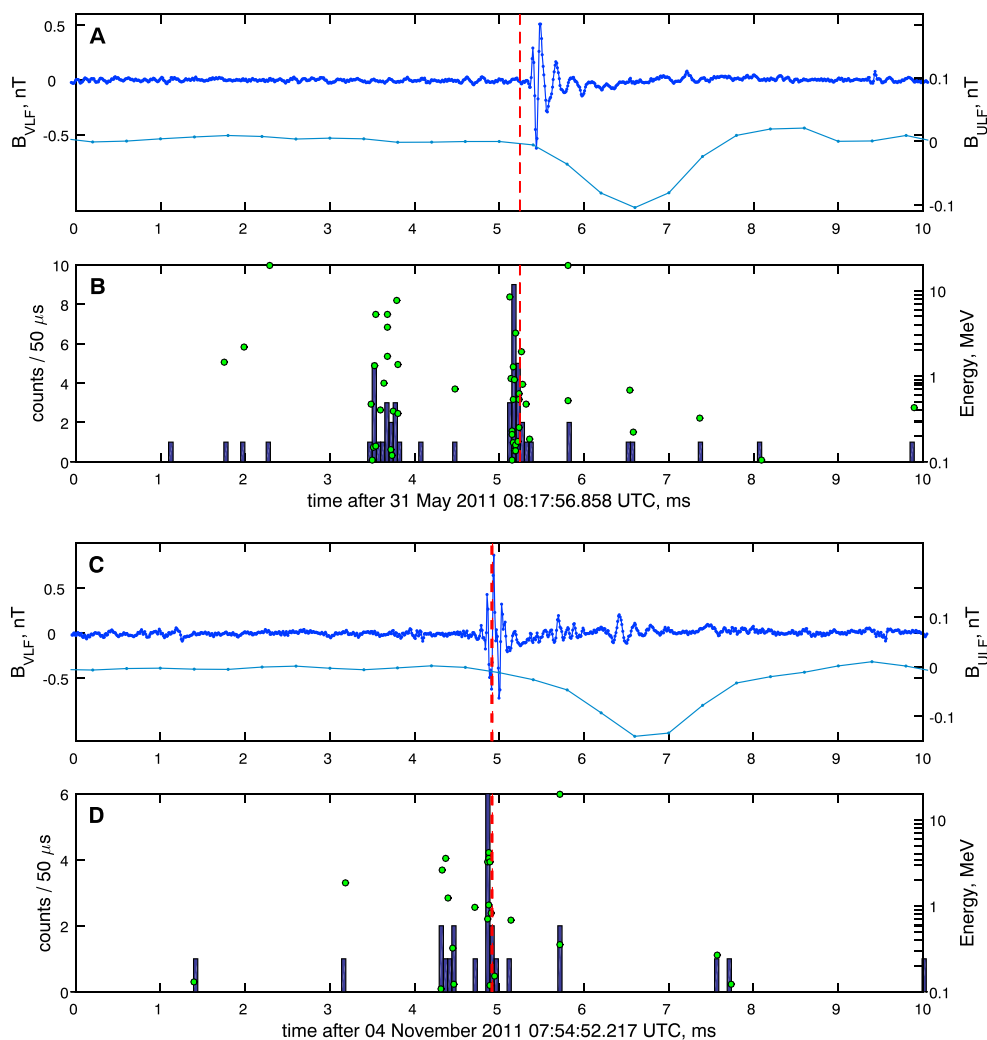 A
0.5
0
-0.5
B_VLF, nT
0.1
0
-0.1
B_ULF, nT
0 1 2 3 4 5 6 7 8 9 10
B
10
8
6
4
2
0
counts / 50 μs
10
1
0.1
Energy, MeV
0 1 2 3 4 5 6 7 8 9 10
time after 31 May 2011 08:17:56.858 UTC, ms
C
0.5
0
-0.5
B_VLF, nT
0.1
0
-0.1
B_ULF, nT
0 1 2 3 4 5 6 7 8 9 10
D
6
4
2
0
counts / 50 μs
10
1
0.1
Energy, MeV
0 1 2 3 4 5 6 7 8 9 10
time after 04 November 2011 07:54:52.217 UTC, ms